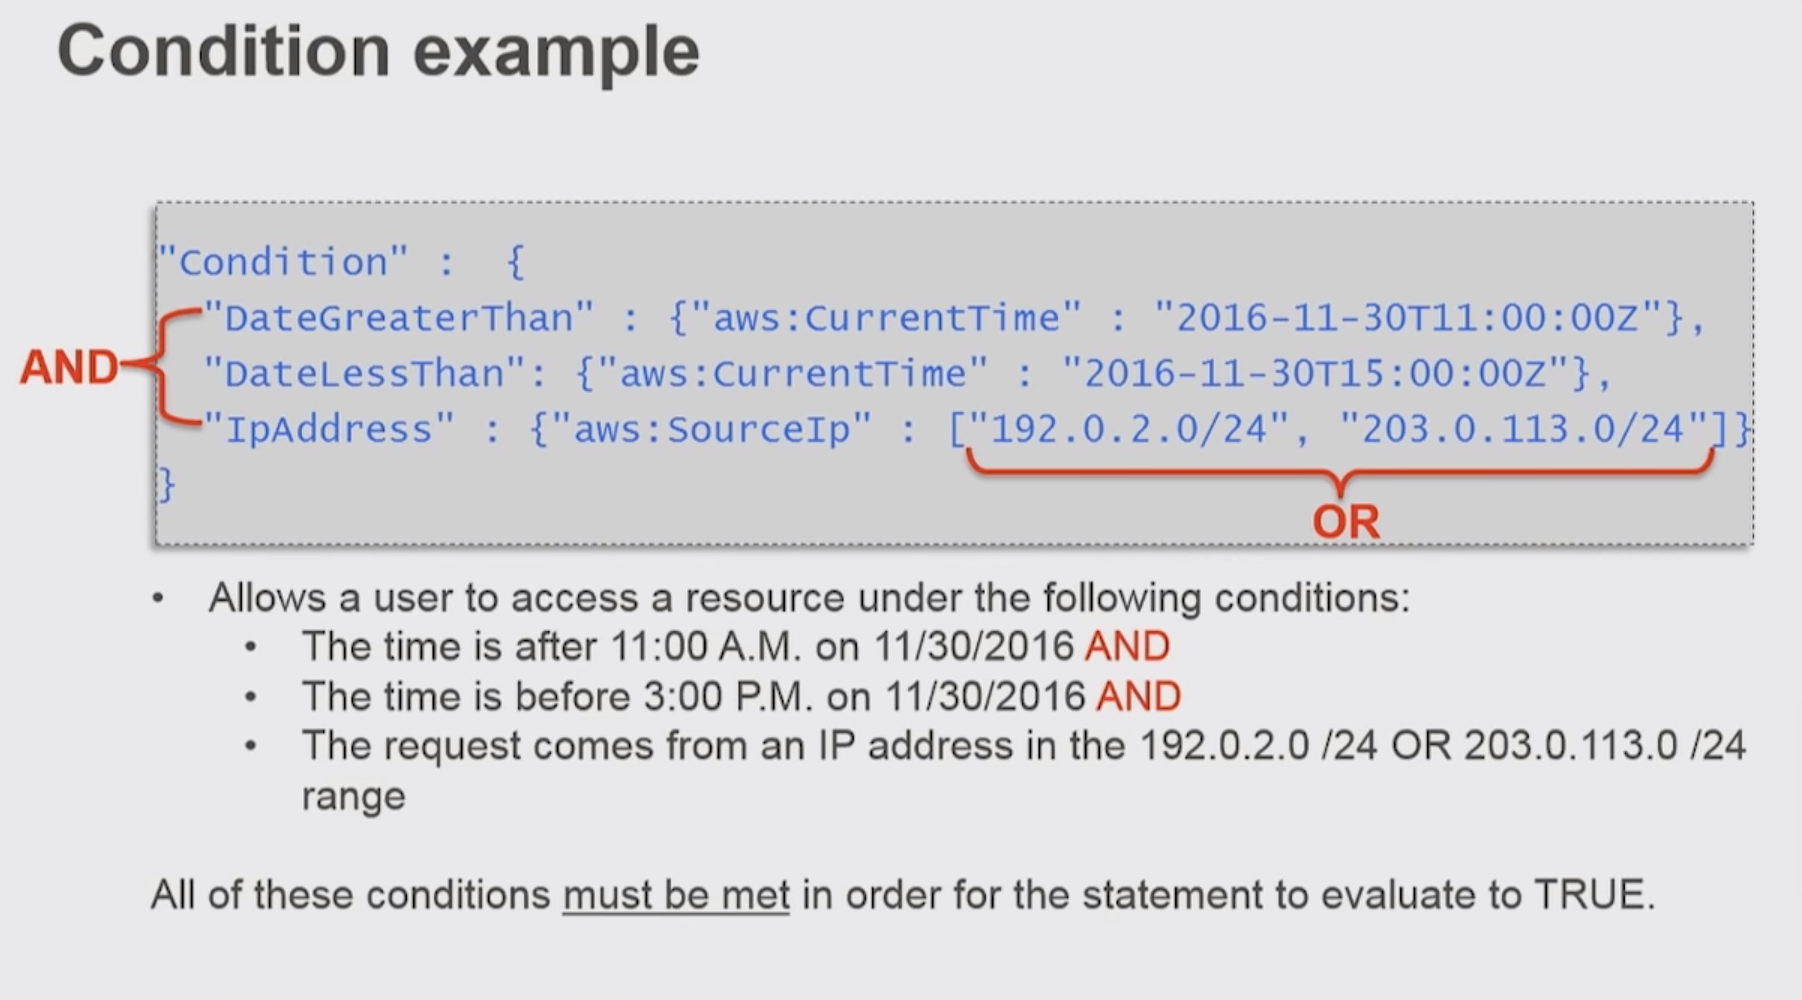 Condition example
"Condition" :  {
"DateGreaterThan" : {"aws:CurrentTime" : "2016-11-30T11:00:00Z"},
AND
"DateLessThan": {"aws:CurrentTime" : "2016-11-30T15:00:00Z"},
"IpAddress" : {"aws:SourceIp" : ["192.0.2.0/24", "203.0.113.0/24"]}
}
OR
• Allows a user to access a resource under the following conditions:
• The time is after 11:00 A.M. on 11/30/2016 AND
• The time is before 3:00 P.M. on 11/30/2016 AND
• The request comes from an IP address in the 192.0.2.0 /24 OR 203.0.113.0 /24
range
All of these conditions must be met in order for the statement to evaluate to TRUE.